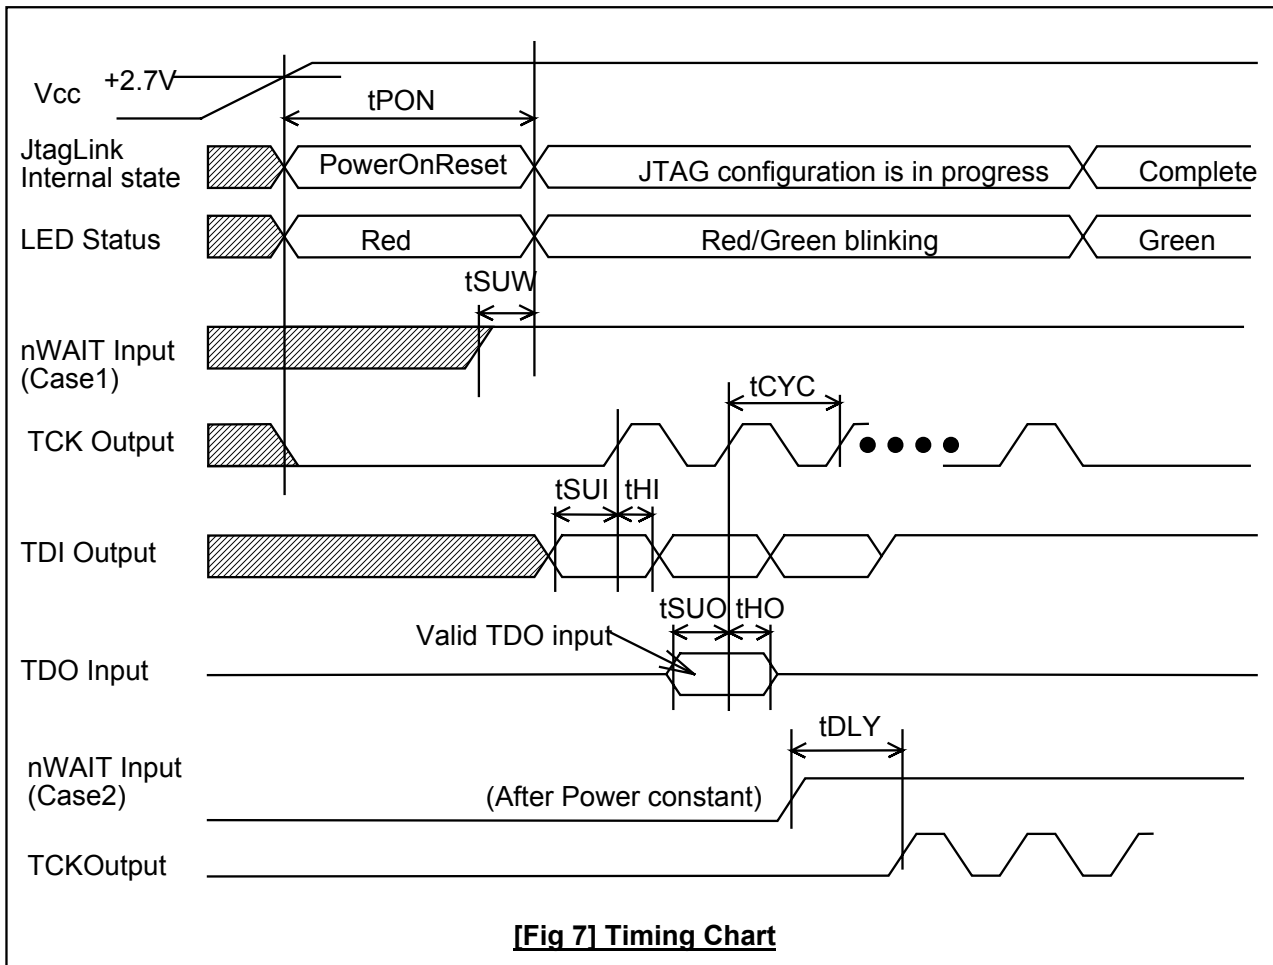 +2.7V
Vcc
tPON
JtagLink
Internal state
PowerOnReset
JTAG configuration is in progress
Complete
LED Status
Red
Red/Green blinking
Green
tSUW
nWAIT Input
(Case1)
tCYC
TCK Output
tSUI
tHI
TDI Output
tSUO
tHO
Valid TDO input
TDO Input
tDLY
nWAIT Input
(Case2)
(After Power constant)
TCKOutput
[Fig 7] Timing Chart